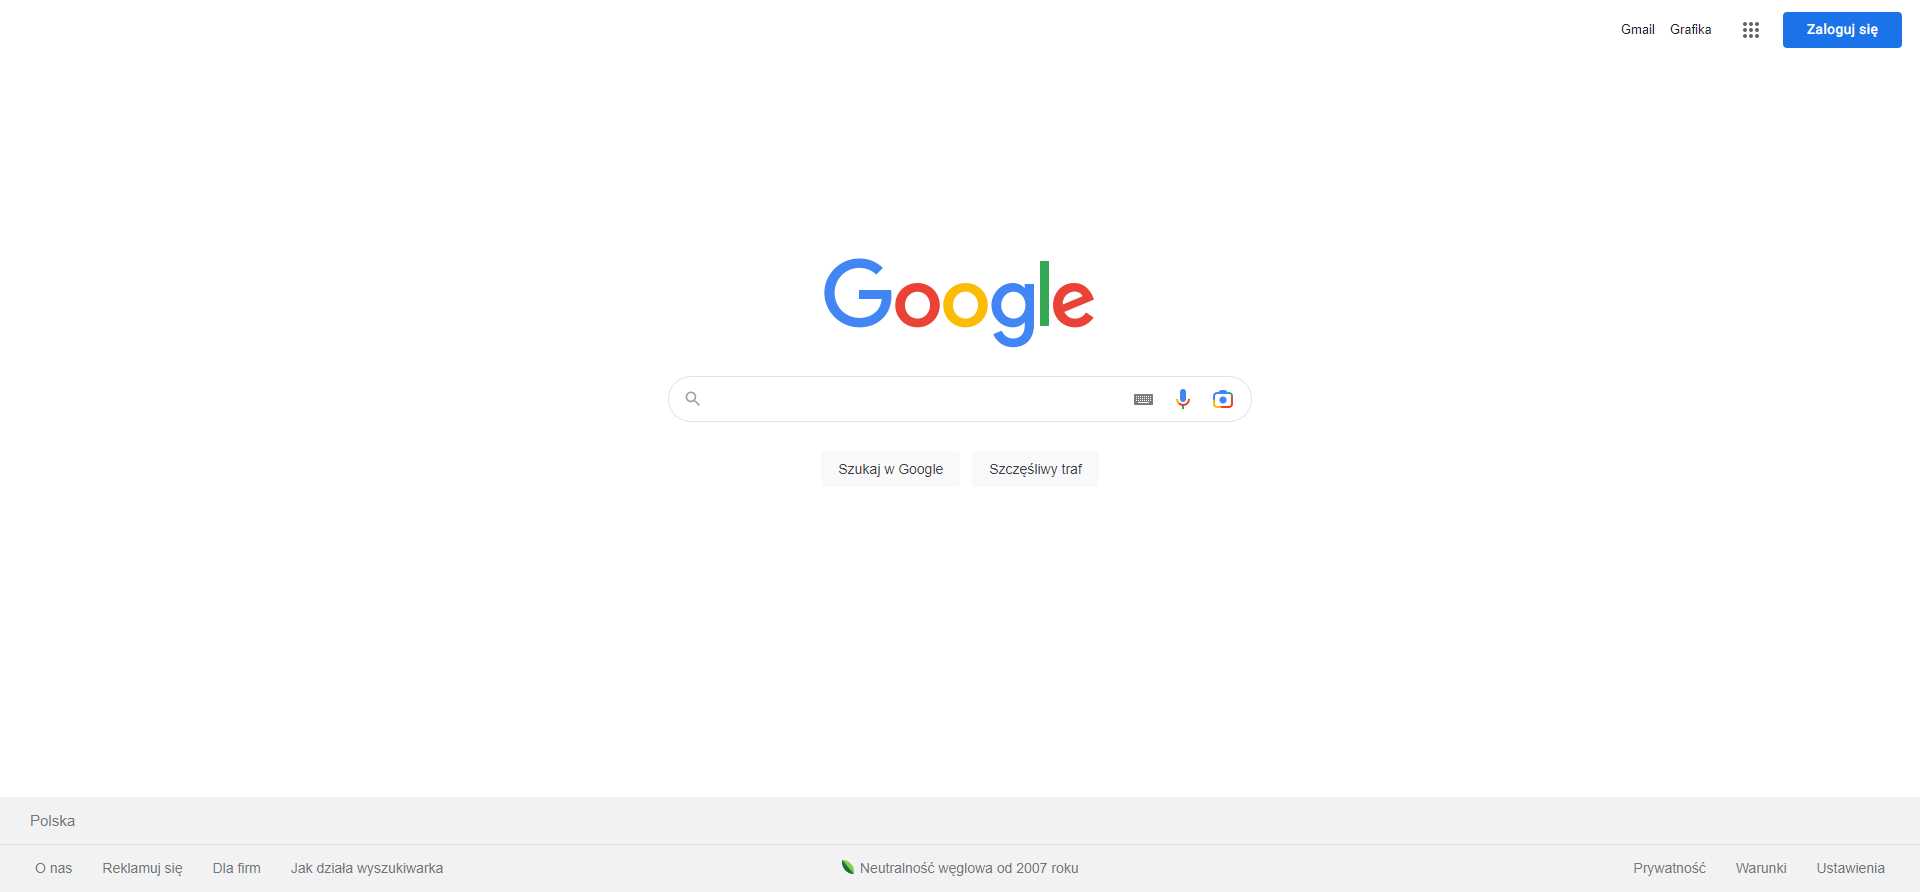 Gmail Grafika Zaloguj się
Google
Szukaj w Google Szczęśliwy traf
Polska
O nas Reklamuj się Dla firm Jak działa wyszukiwarka Neutralność węglowa od 2007 roku Prywatność Warunki Ustawienia